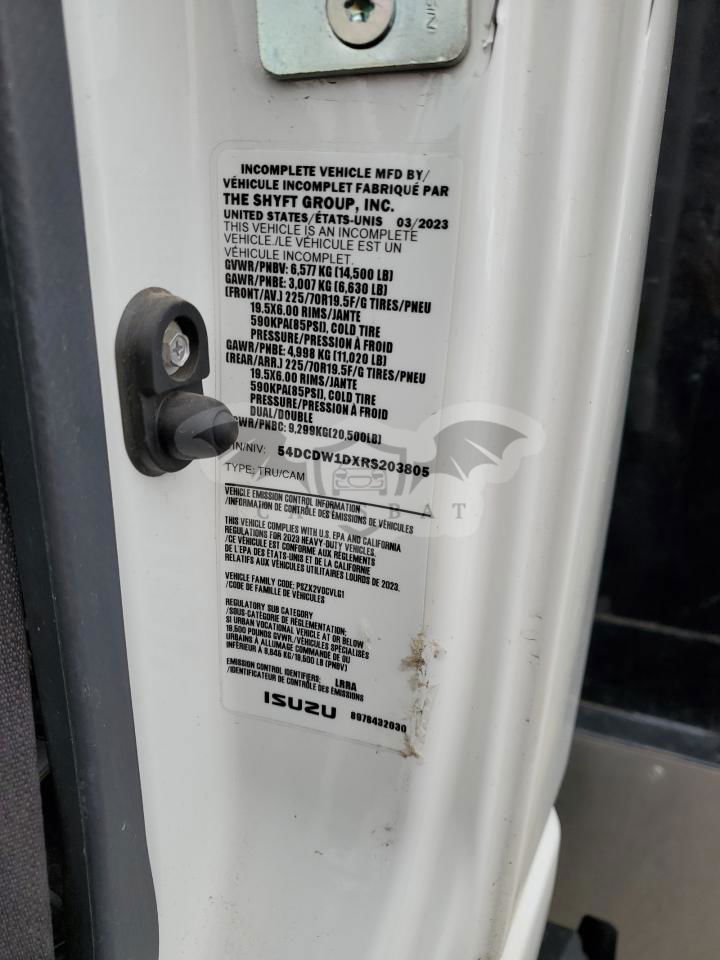 INCOMPLETE VEHICLE MFD BY/
VÉHICULE INCOMPLET FABRIQUÉ PAR
THE SHYFT GROUP, INC.
UNITED STATES/ÉTATS-UNIS 03/2023
THIS VEHICLE IS AN INCOMPLETE
VEHICLE./LE VÉHICULE EST UN
VÉHICULE INCOMPLET.
GVWR/PNBV: 6,577 KG (14,500 LB)
GAWR/PNBE: 3,007 KG (6,630 LB)
(FRONT/AV.) 225/70R19.5F/G TIRES/PNEU
19.5X6.00 RIMS/JANTE
590KPA(85PSI), COLD TIRE
PRESSURE/PRESSION À FROID
GAWR/PNBE: 4,998 KG (11,020 LB)
(REAR/ARR.) 225/70R19.5F/G TIRES/PNEU
19.5X6.00 RIMS/JANTE
590KPA(85PSI), COLD TIRE
PRESSURE/PRESSION À FROID
DUAL/DOUBLE
WR/PNBC: 9,299KG(20,500LB)
IN/NIV: 54DCDW1DXRS203805
TYPE: TRU/CAM
CARSBAT
VEHICLE EMISSION CONTROL INFORMATION
/INFORMATION DE CONTRÔLE DES ÉMISSIONS DE VÉHICULES
THIS VEHICLE COMPLIES WITH U.S. EPA AND CALIFORNIA
REGULATIONS FOR 2023 HEAVY-DUTY VEHICLES.
/CE VÉHICULE EST CONFORME AUX RÈGLEMENTS
DE L'EPA DES ÉTATS-UNIS ET DE LA CALIFORNIE
RELATIFS AUX VÉHICULES UTILITAIRES LOURDS DE 2023.
VEHICLE FAMILY CODE: PSZX2VOCVLG1
/CODE DE FAMILLE DE VÉHICULES
REGULATORY SUB CATEGORY
/SOUS-CATÉGORIE DE RÉGLEMENTATION:
SI URBAN VOCATIONAL VEHICLE AT OR BELOW
19,500 POUNDS GVWR/VÉHICULES SPÉCIALISÉS
URBAINS À ALLUMAGE COMMANDÉ DE OU
INFÉRIEUR À 8,845 KG/19,500 LB (PNBV)
EMISSION CONTROL IDENTIFIERS: LRRA
/IDENTIFICATEUR DE CONTRÔLE DES ÉMISSIONS
ISUZU 8978432030